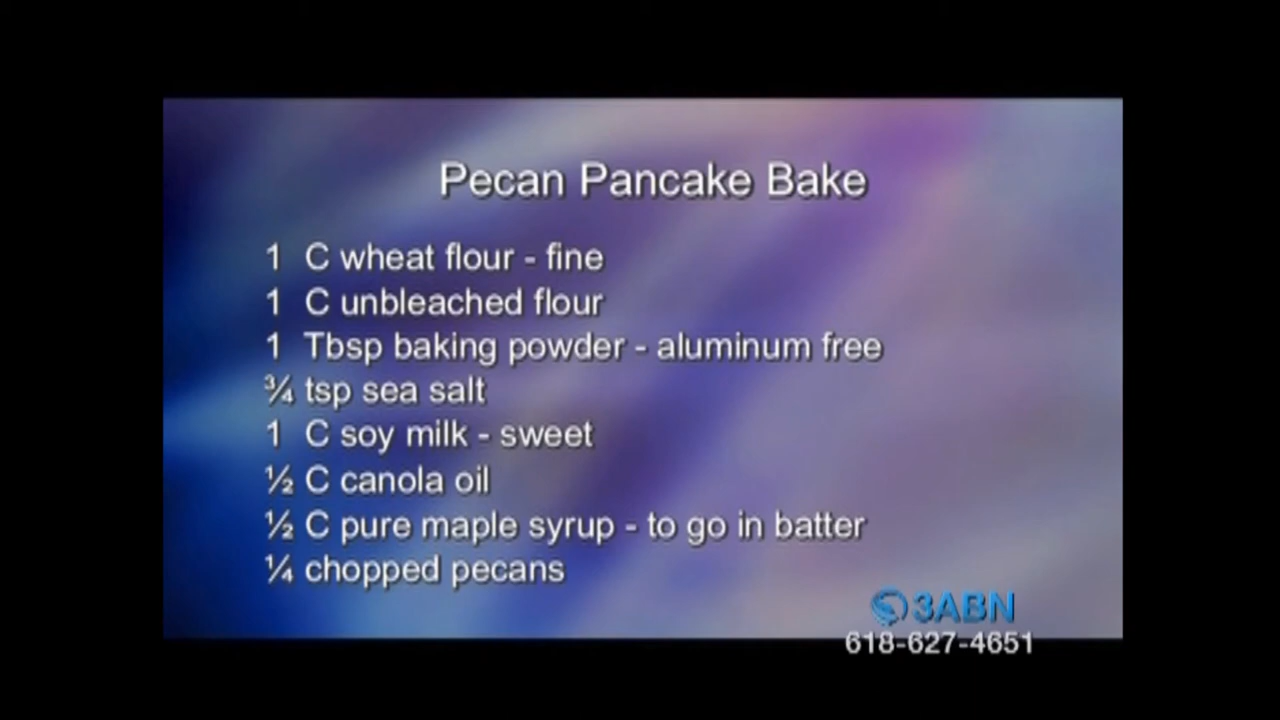 Pecan Pancake Bake
1 C wheat flour - fine
1 C unbleached flour
1 Tbsp baking powder - aluminum free
¾ tsp sea salt
1 C soy milk - sweet
½ C canola oil
½ C pure maple syrup - to go in batter
¼ chopped pecans
3ABN
618-627-4651